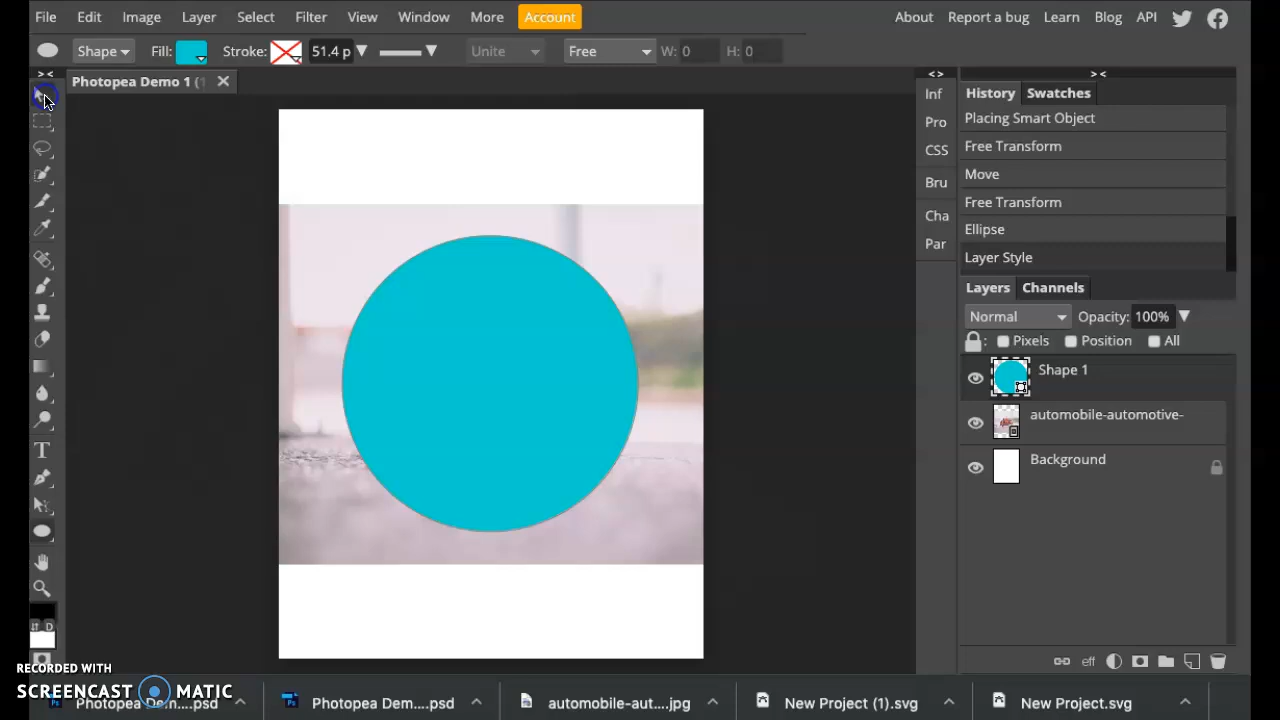 File Edit Image Layer Select Filter View Window More Account About Report a bug Learn Blog API
Shape Fill: Stroke: 51.4 p Unite Free W: 0 H: 0
> < < > > <
Photopea Demo 1 (
Inf
Pro
CSS
Bru
Cha
Par
History Swatches
Placing Smart Object
Free Transform
Move
Free Transform
Ellipse
Layer Style
Layers Channels
Normal Opacity: 100%
: Pixels Position All
Shape 1
automobile-automotive-
Background
T
D
eff
RECORDED WITH
SCREENCAST MATIC
Photopea Dem....psd Photopea Dem....psd automobile-aut....jpg New Project (1).svg New Project.svg